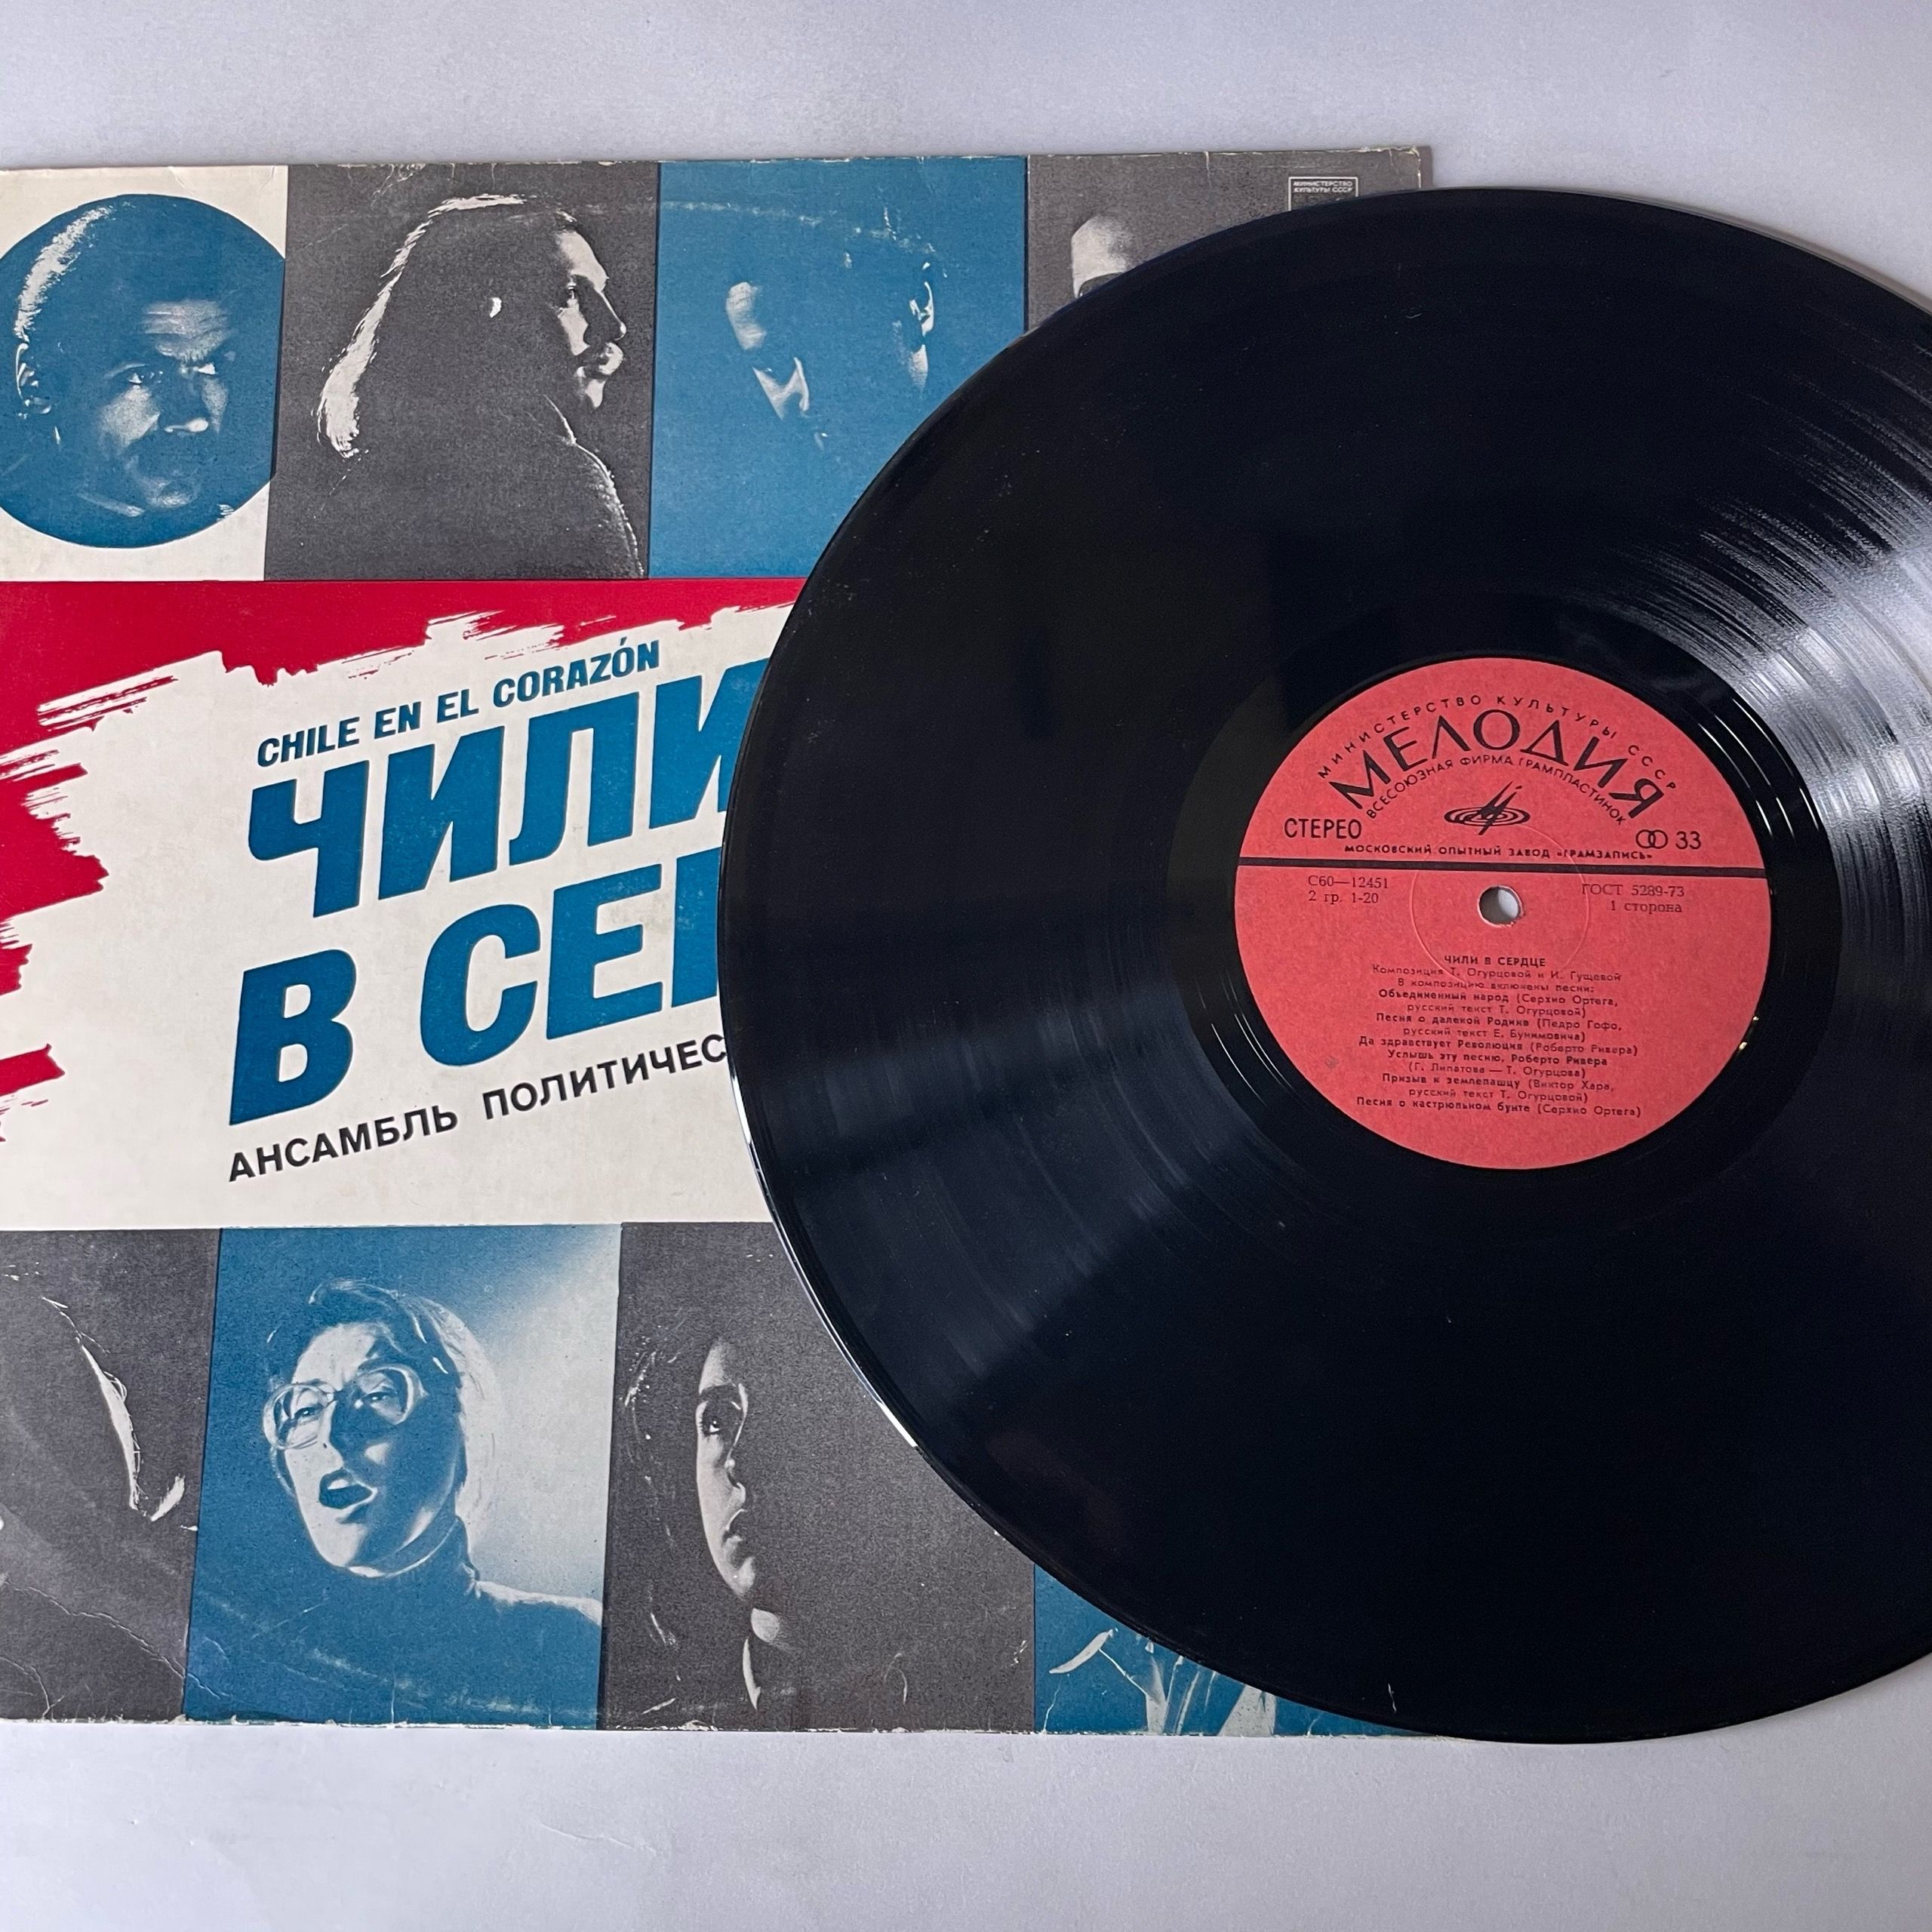 МИНИСТЕРСТВО
КУЛЬТУРЫ СССР
CHILE EN EL CORAZÓN
ЧИЛИ
В СЕР
АНСАМБЛЬ ПОЛИТИЧЕС
МИНИСТЕРСТВО КУЛЬТУРЫ СССР
МЕЛОДИЯ
ВСЕСОЮЗНАЯ ФИРМА ГРАМПЛАСТИНОК
СТЕРЕО
33
МОСКОВСКИЙ ОПЫТНЫЙ ЗАВОД «ГРАМЗАПИСЬ»
С60—12451
ГОСТ 5289-73
2 гр. 1-20
1 сторона
ЧИЛИ В СЕРДЦЕ
Композиция Т. Огурцовой и И. Гущевой
В композицию включены песни:
Объединенный народ (Серхио Ортега,
русский текст Т. Огурцовой)
Песня о далекой Родине (Педро Гофо,
русский текст Е. Бунимовича)
Да здравствует Революция (Роберто Ривера)
Услышь эту песню, Роберто Ривера
(Г. Липатова — Т. Огурцова)
Призыв к землепашцу (Виктор Хара,
русский текст Т. Огурцовой)
Песня о кастрюльном бунте (Серхио Ортега)